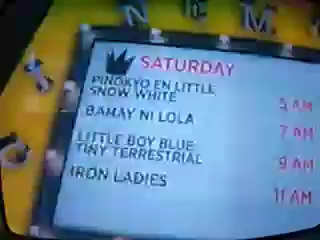 N E M
SATURDAY
PINOKYO EN LITTLE
SNOW WHITE 5 AM
BAHAY NI LOLA 7 AM
LITTLE BOY BLUE
TINY TERRESTRIAL 9 AM
IRON LADIES 11 AM